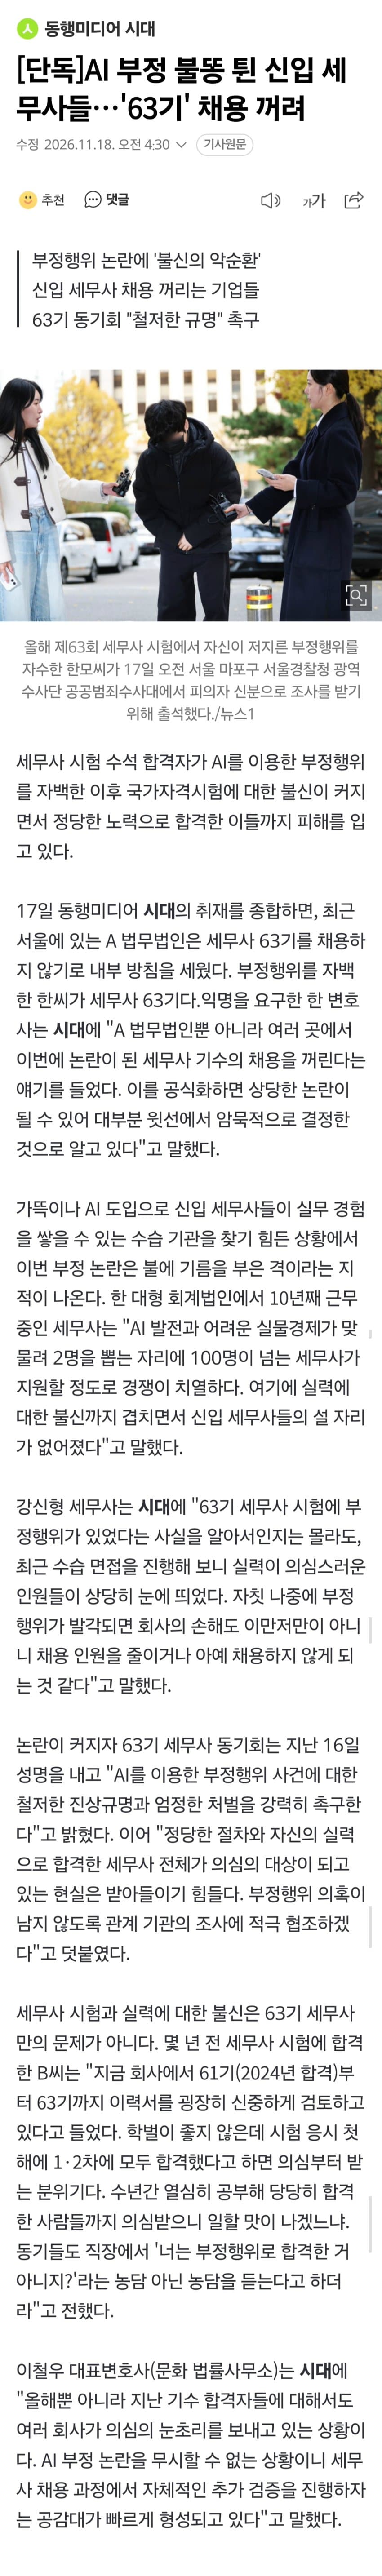 동행미디어 시대
[단독]AI 부정 불똥 튄 신입 세
무사들…'63기' 채용 꺼려
수정 2026.11.18. 오전 4:30
기사원문
추천
댓글
가가
부정행위 논란에 '불신의 악순환'
신입 세무사 채용 꺼리는 기업들
63기 동기회 "철저한 규명" 촉구
올해 제63회 세무사 시험에서 자신이 저지른 부정행위를
자수한 한모씨가 17일 오전 서울 마포구 서울경찰청 광역
수사단 공공범죄수사대에서 피의자 신분으로 조사를 받기
위해 출석했다./뉴스1
세무사 시험 수석 합격자가 AI를 이용한 부정행위
를 자백한 이후 국가자격시험에 대한 불신이 커지
면서 정당한 노력으로 합격한 이들까지 피해를 입
고 있다.
17일 동행미디어 시대의 취재를 종합하면, 최근
서울에 있는 A 법무법인은 세무사 63기를 채용하
지 않기로 내부 방침을 세웠다. 부정행위를 자백
한 한씨가 세무사 63기다.익명을 요구한 한 변호
사는 시대에 "A 법무법인뿐 아니라 여러 곳에서
이번에 논란이 된 세무사 기수의 채용을 꺼린다는
얘기를 들었다. 이를 공식화하면 상당한 논란이
될 수 있어 대부분 윗선에서 암묵적으로 결정한
것으로 알고 있다"고 말했다.
가뜩이나 AI 도입으로 신입 세무사들이 실무 경험
을 쌓을 수 있는 수습 기관을 찾기 힘든 상황에서
이번 부정 논란은 불에 기름을 부은 격이라는 지
적이 나온다. 한 대형 회계법인에서 10년째 근무
중인 세무사는 "AI 발전과 어려운 실물경제가 맞
물려 2명을 뽑는 자리에 100명이 넘는 세무사가
지원할 정도로 경쟁이 치열하다. 여기에 실력에
대한 불신까지 겹치면서 신입 세무사들의 설 자리
가 없어졌다"고 말했다.
강신형 세무사는 시대에 "63기 세무사 시험에 부
정행위가 있었다는 사실을 알아서인지는 몰라도,
최근 수습 면접을 진행해 보니 실력이 의심스러운
인원들이 상당히 눈에 띄었다. 자칫 나중에 부정
행위가 발각되면 회사의 손해도 이만저만이 아니
니 채용 인원을 줄이거나 아예 채용하지 않게 되
는 것 같다"고 말했다.
논란이 커지자 63기 세무사 동기회는 지난 16일
성명을 내고 "AI를 이용한 부정행위 사건에 대한
철저한 진상규명과 엄정한 처벌을 강력히 촉구한
다"고 밝혔다. 이어 "정당한 절차와 자신의 실력
으로 합격한 세무사 전체가 의심의 대상이 되고
있는 현실은 받아들이기 힘들다. 부정행위 의혹이
남지 않도록 관계 기관의 조사에 적극 협조하겠
다"고 덧붙였다.
세무사 시험과 실력에 대한 불신은 63기 세무사
만의 문제가 아니다. 몇 년 전 세무사 시험에 합격
한 B씨는 "지금 회사에서 61기(2024년 합격)부
터 63기까지 이력서를 굉장히 신중하게 검토하고
있다고 들었다. 학벌이 좋지 않은데 시험 응시 첫
해에 1·2차에 모두 합격했다고 하면 의심부터 받
는 분위기다. 수년간 열심히 공부해 당당히 합격
한 사람들까지 의심받으니 일할 맛이 나겠느냐.
동기들도 직장에서 '너는 부정행위로 합격한 거
아니지?'라는 농담 아닌 농담을 듣는다고 하더
라"고 전했다.
이철우 대표변호사(문화 법률사무소)는 시대에
"올해뿐 아니라 지난 기수 합격자들에 대해서도
여러 회사가 의심의 눈초리를 보내고 있는 상황이
다. AI 부정 논란을 무시할 수 없는 상황이니 세무
사 채용 과정에서 자체적인 추가 검증을 진행하자
는 공감대가 빠르게 형성되고 있다"고 말했다.